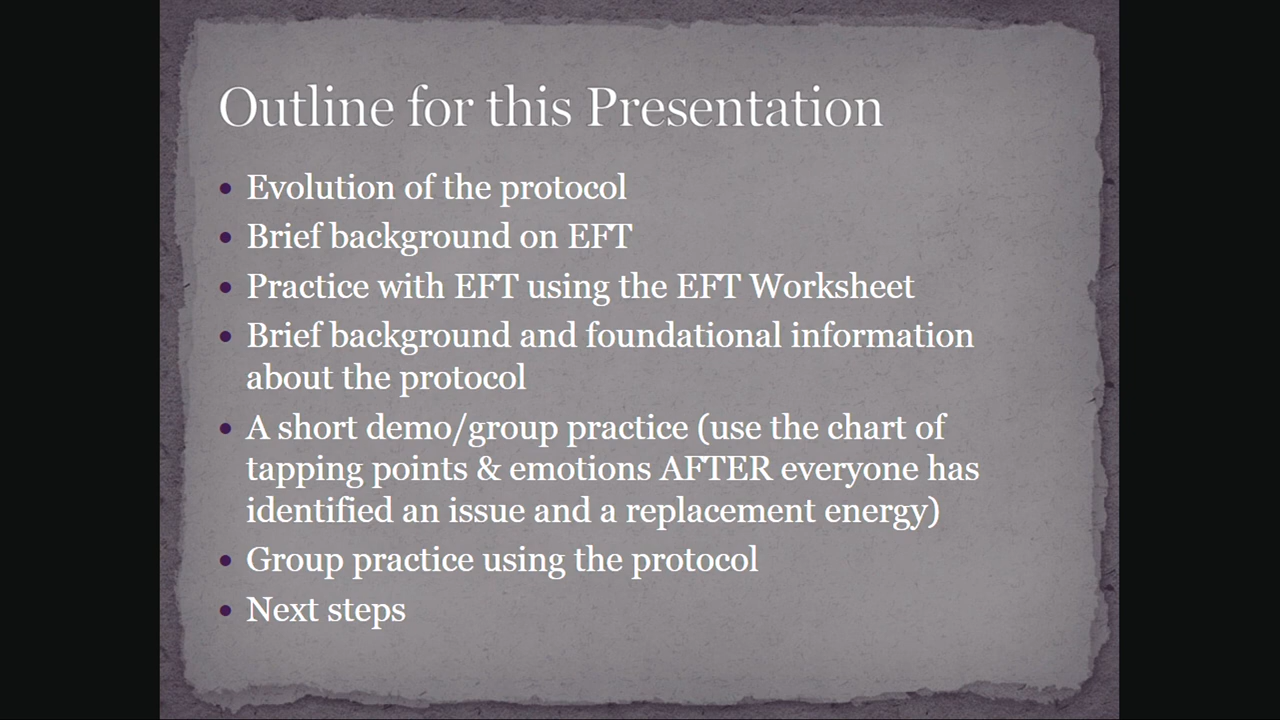 Outline for this Presentation
• Evolution of the protocol
• Brief background on EFT
• Practice with EFT using the EFT Worksheet
• Brief background and foundational information
about the protocol
• A short demo/group practice (use the chart of
tapping points & emotions AFTER everyone has
identified an issue and a replacement energy)
• Group practice using the protocol
• Next steps